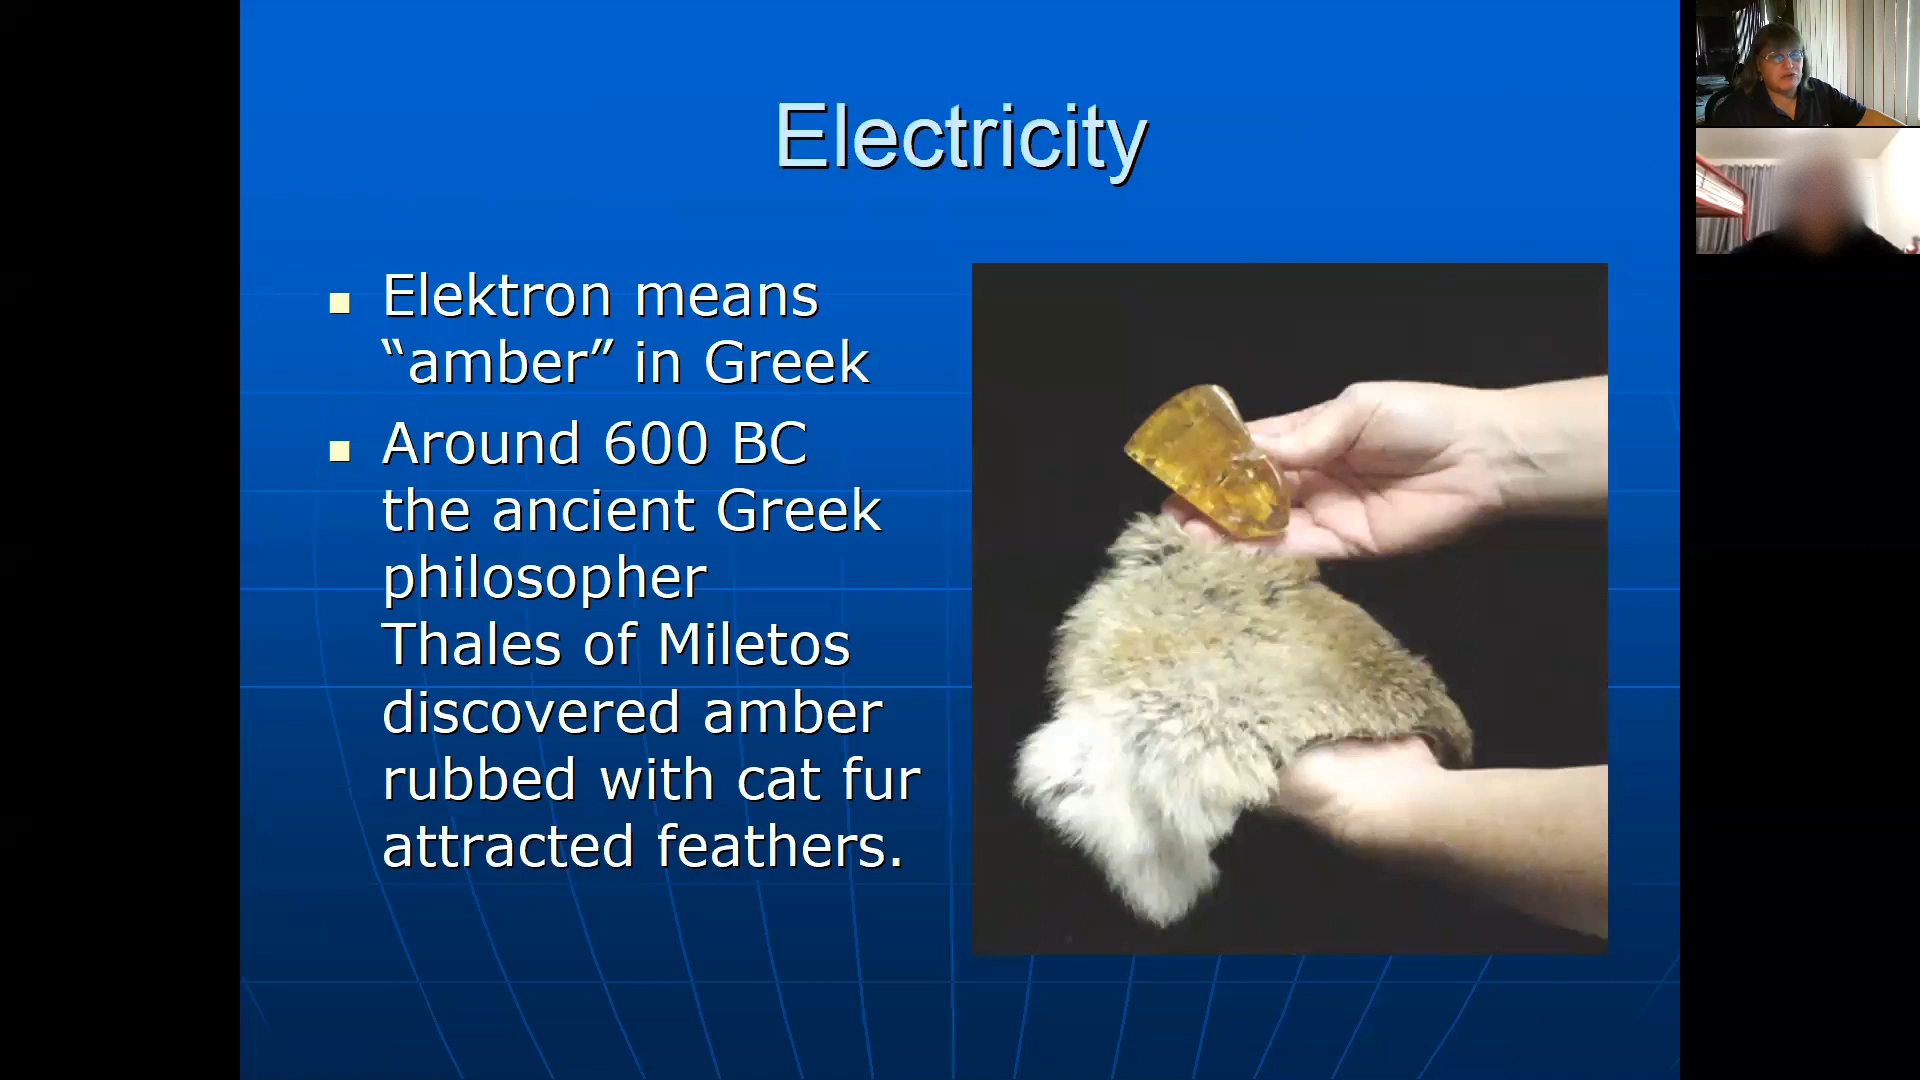 Electricity
Elektron means
“amber” in Greek
Around 600 BC
the ancient Greek
philosopher
Thales of Miletos
discovered amber
rubbed with cat fur
attracted feathers.